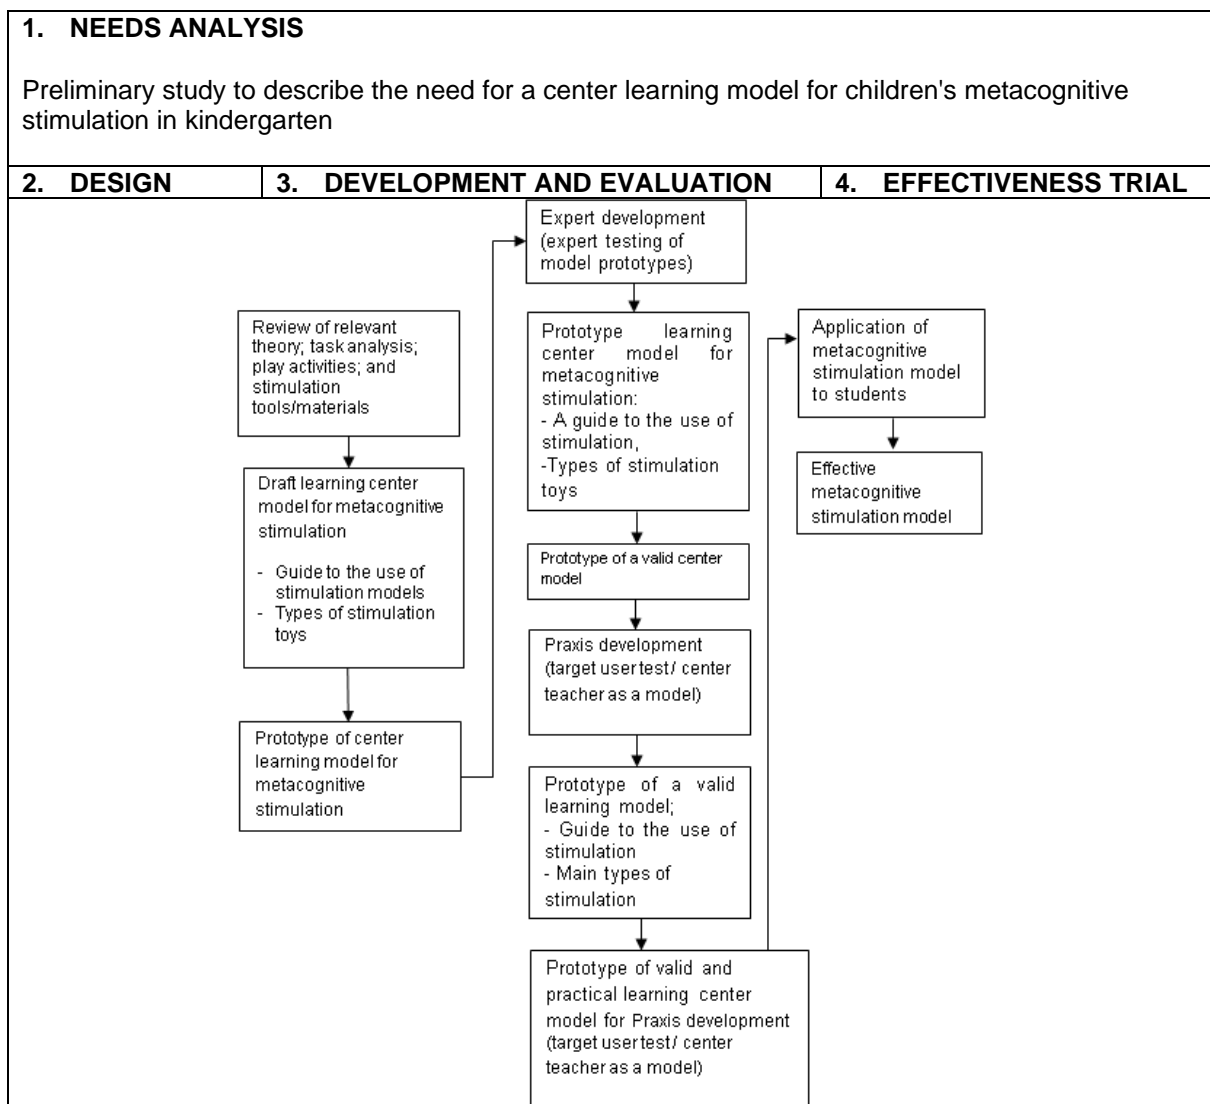 1. NEEDS ANALYSIS
Preliminary study to describe the need for a center learning model for children's metacognitive
stimulation in kindergarten
2. DESIGN
3. DEVELOPMENT AND EVALUATION
4. EFFECTIVENESS TRIAL
Review of relevant
theory; task analysis;
play activities; and
stimulation
tools/materials
Draft learning center
model for metacognitive
stimulation
- Guide to the use of
stimulation models
- Types of stimulation
toys
Prototype of center
learning model for
metacognitive
stimulation
Expert development
(expert testing of
model prototypes)
Prototype learning
center model for
metacognitive
stimulation:
- A guide to the use of
stimulation,
-Types of stimulation
toys
Prototype of a valid center
model
Praxis development
(target user test/ center
teacher as a model)
Prototype of a valid
learning model;
- Guide to the use of
stimulation
- Main types of
stimulation
Prototype of valid and
practical learning center
model for Praxis development
(target user test/ center
teacher as a model)
Application of
metacognitive
stimulation model
to students
Effective
metacognitive
stimulation model